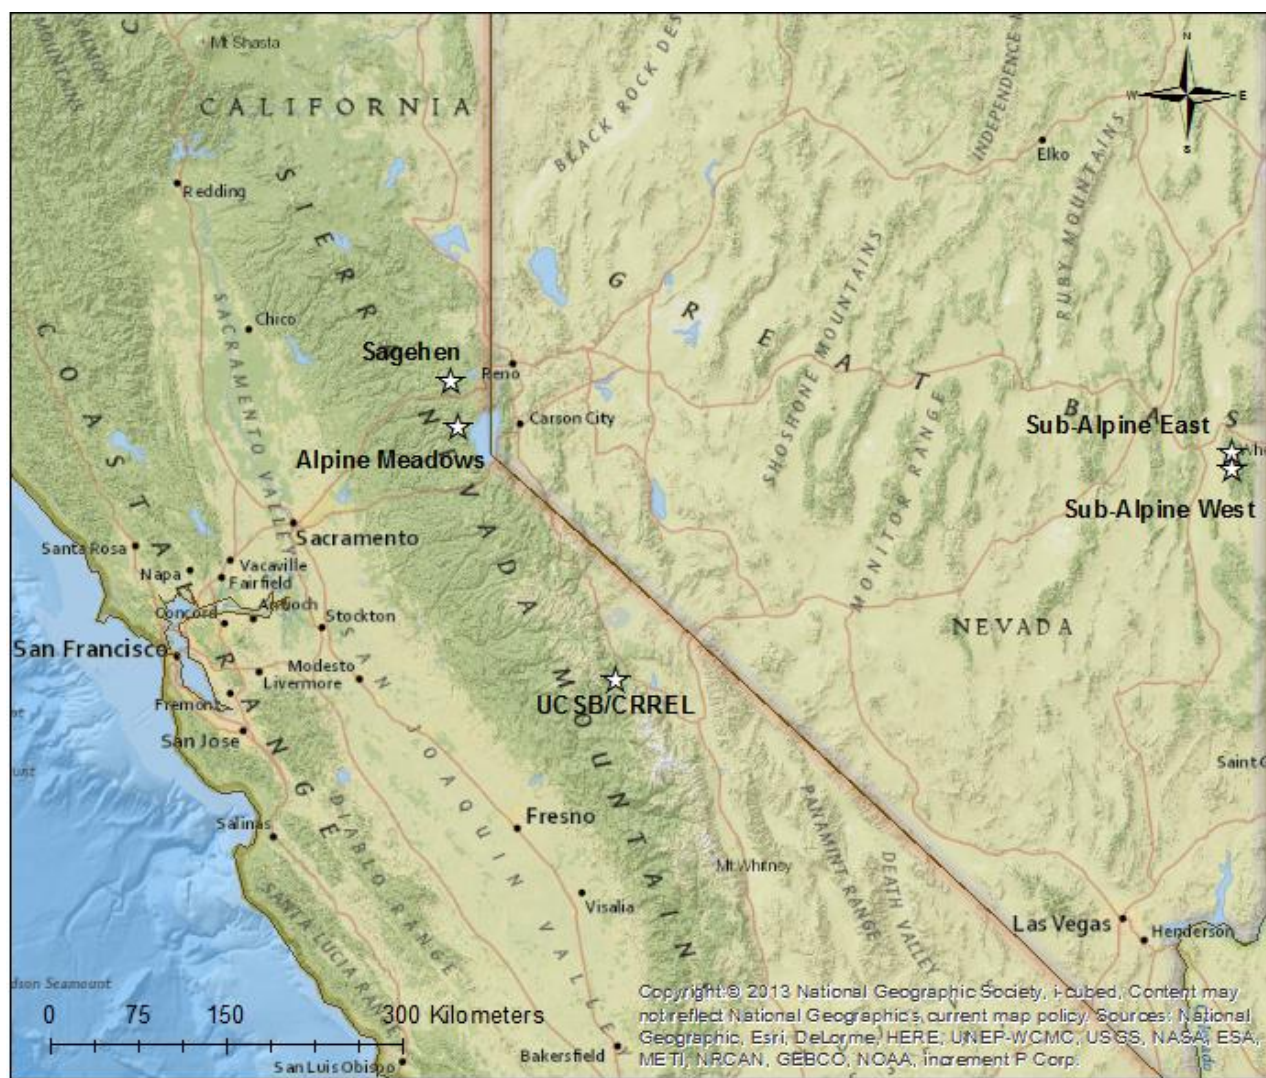 SALMON
MOUNTAINS
Mt Shasta
BLACK ROCK DES
INDEPENDENCE M
N
W
E
S
CALIFORNIA
Elko
Redding
RUBY MOUNTAINS
SIERRA NEVADA MOUNTAIN
GREAT BAS
SHOSHONE MOUNTAINS
COAST RANGE
SACRAMENTO VALLEY
Chico
Sagehen
Reno
MONITOR RANGE
Carson City
Sub-Alpine East
Alpine Meadows
Sub-Alpine West
Sacramento
Santa Rosa
Vacaville
Napa
Fairfield
Antioch
Concord
Stockton
NEVADA
San Francisco
Modesto
Livermore
SAN JOAQUIN VALLEY
UCSB/CRREL
Fremont
San Jose
Saint G
Salinas
DIABLO RANGE
Fresno
PANAMINT RANGE
DEATH VALLEY
Mt Whitney
Visalia
SANTA LUCIA RAN
Las Vegas
Henderson
dson Seamount
0 75 150 300 Kilometers
San Luis Obispo
Bakersfield
Copyright:© 2013 National Geographic Society, i-cubed, Content may
not reflect National Geographic's current map policy. Sources: National
Geographic, Esri, DeLorme, HERE, UNEP-WCMC, USGS, NASA, ESA,
METI, NRCAN, GEBCO, NOAA, increment P Corp.